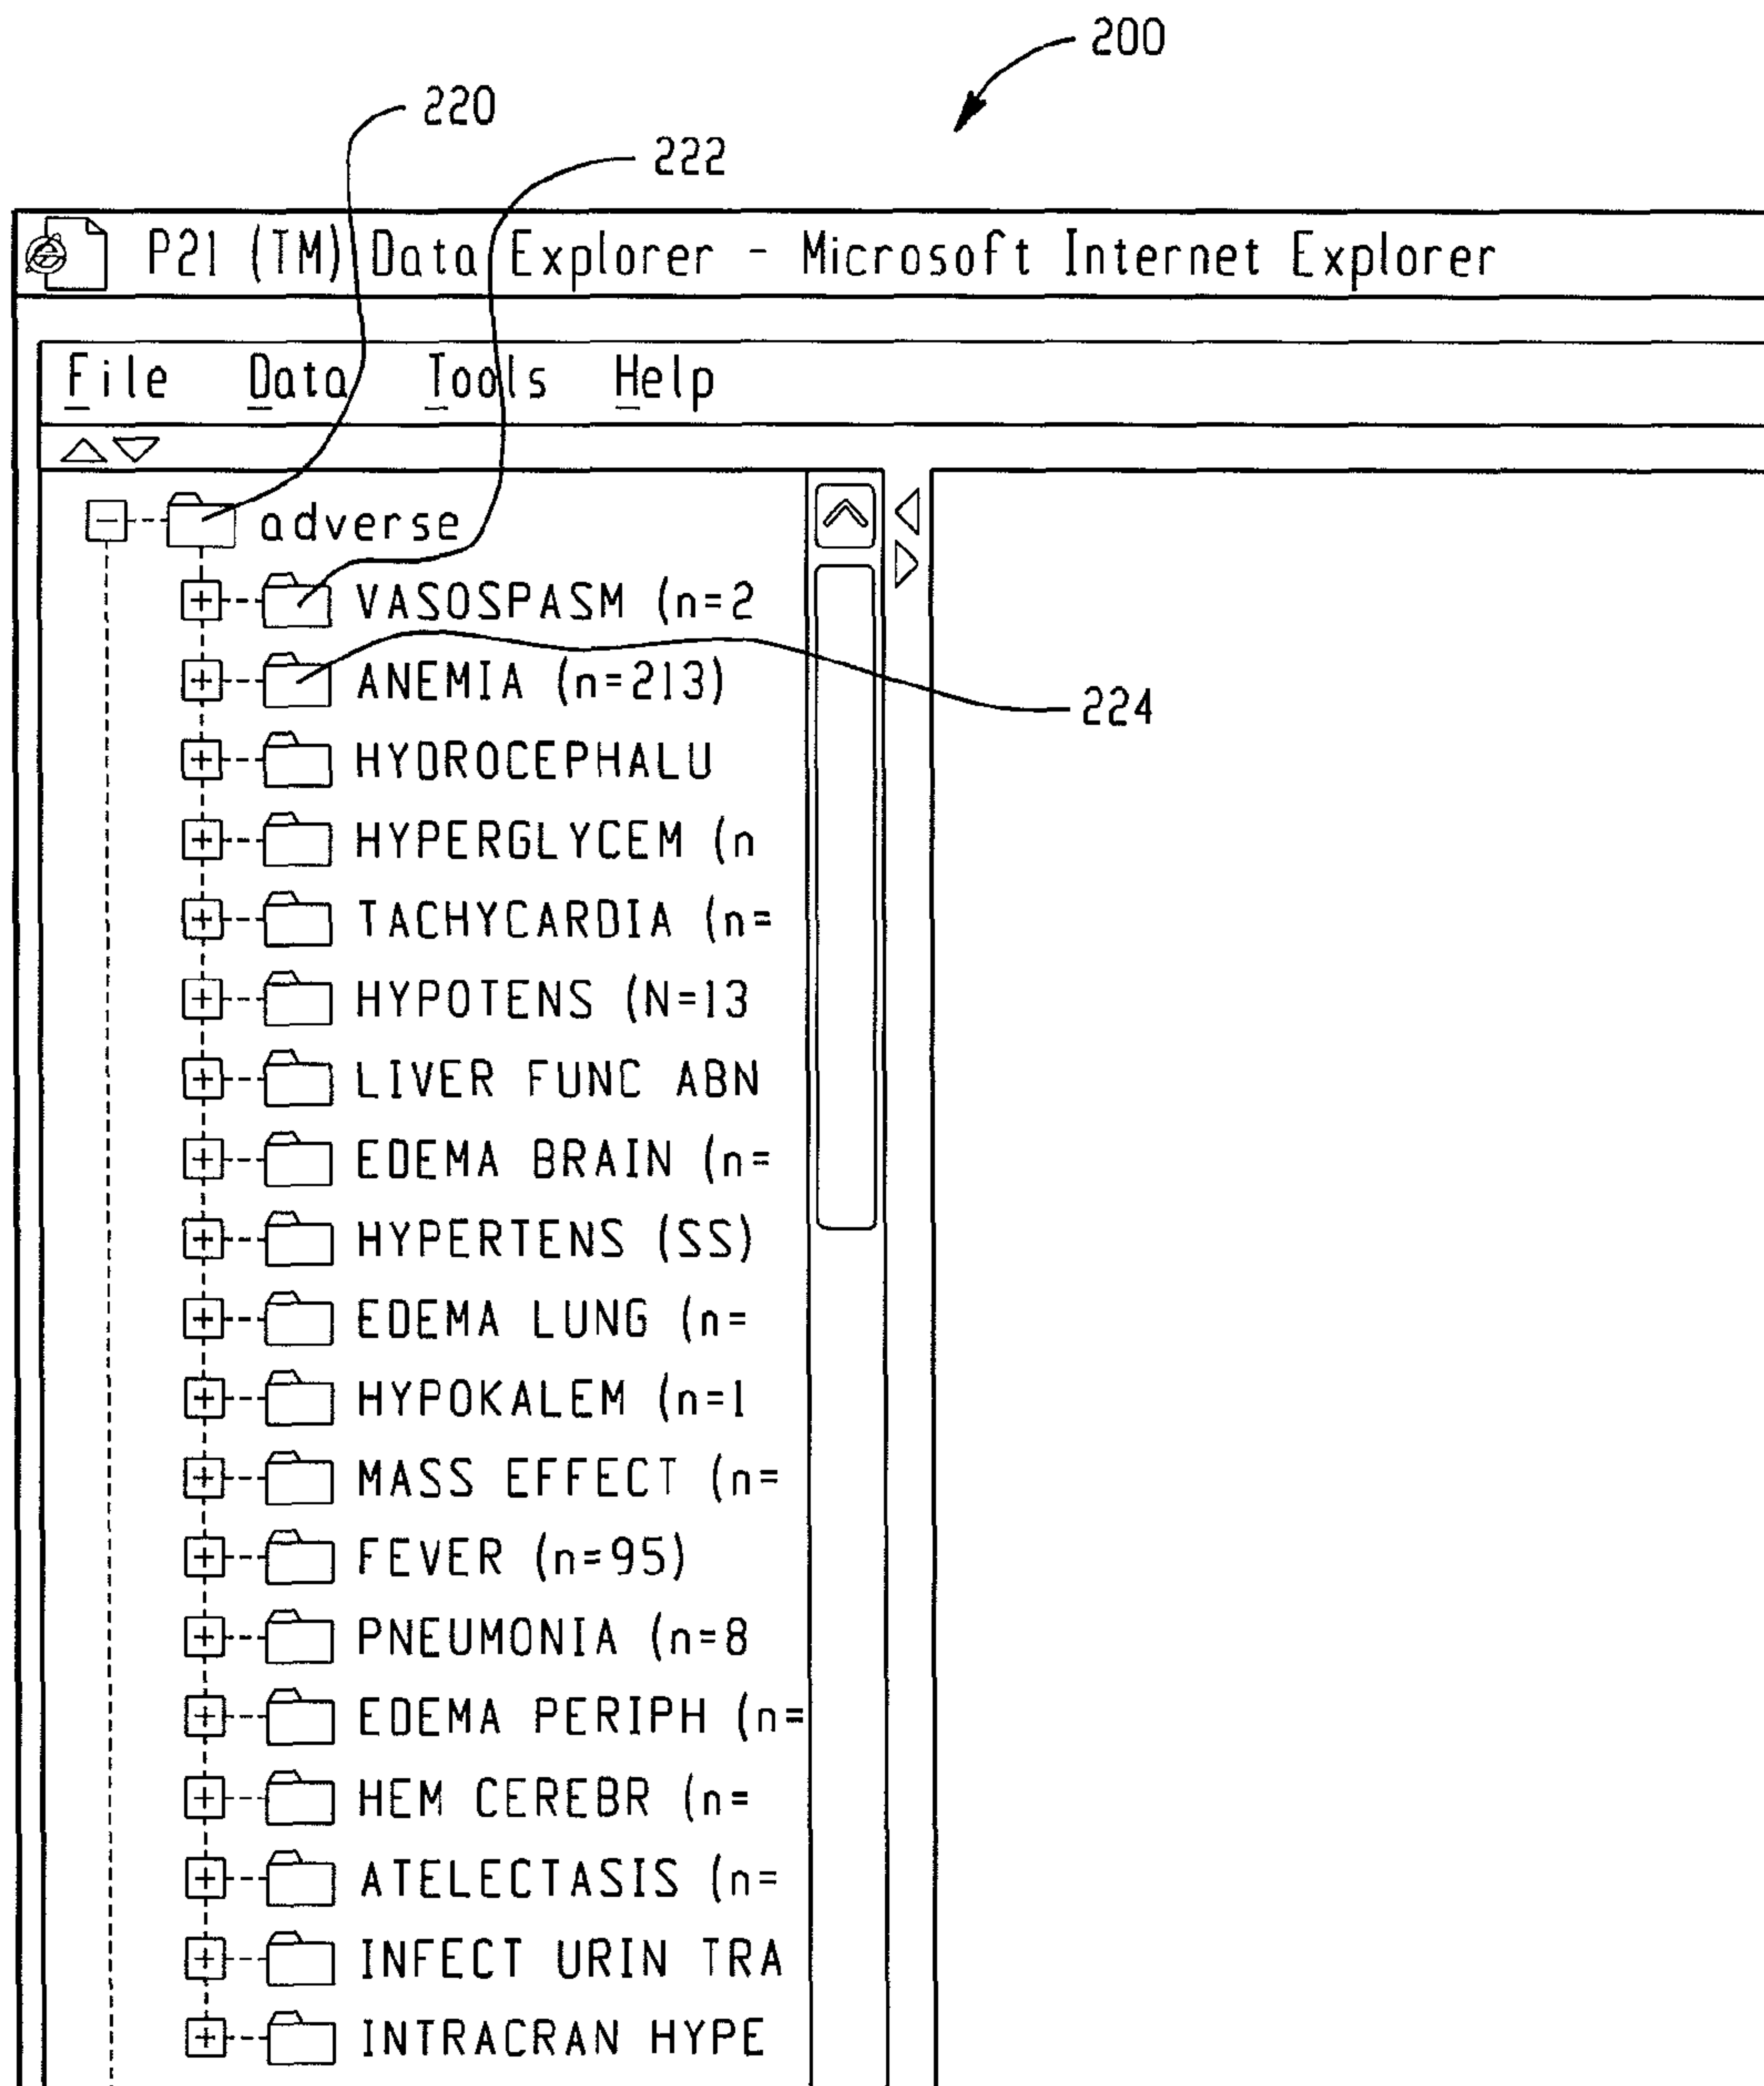 200
220
222
P21 (TM) Data Explorer - Microsoft Internet Explorer
File Data Tools Help
adverse
VASOSPASM (n=2
ANEMIA (n=213)
224
HYDROCEPHALU
HYPERGLYCEM (n
TACHYCARDIA (n=
HYPOTENS (N=13
LIVER FUNC ABN
EDEMA BRAIN (n=
HYPERTENS (SS)
EDEMA LUNG (n=
HYPOKALEM (n=1
MASS EFFECT (n=
FEVER (n=95)
PNEUMONIA (n=8
EDEMA PERIPH (n=
HEM CEREBR (n=
ATELECTASIS (n=
INFECT URIN TRA
INTRACRAN HYPE